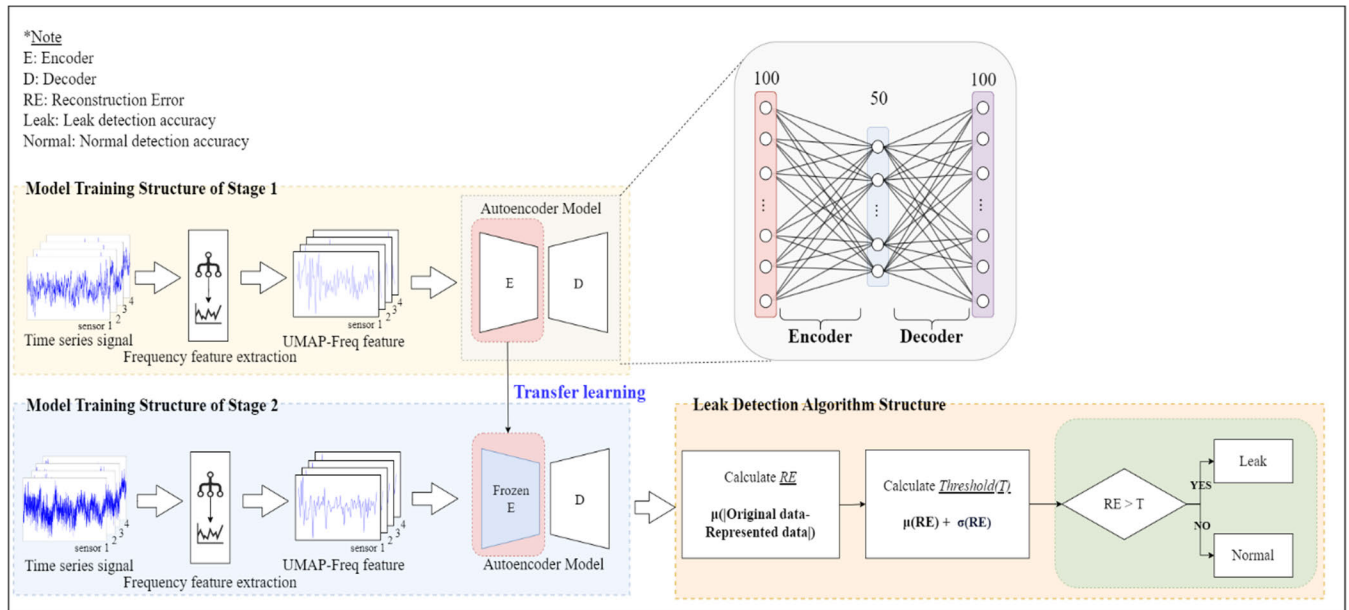 *Note
E: Encoder
D: Decoder
RE: Reconstruction Error
Leak: Leak detection accuracy
Normal: Normal detection accuracy
100
50
100
Encoder
Decoder
Model Training Structure of Stage 1
Autoencoder Model
E
D
sensor 1
2
3
4
Time series signal
Frequency feature extraction
sensor 1
2
3
4
UMAP-Freq feature
Transfer learning
Model Training Structure of Stage 2
sensor 1
2
3
4
Time series signal
Frequency feature extraction
sensor 1
2
3
4
UMAP-Freq feature
Frozen
E
D
Autoencoder Model
Leak Detection Algorithm Structure
Calculate RE
μ(|Original data-
Represented data|)
Calculate Threshold(T)
μ(RE) + σ(RE)
RE > T
YES
NO
Leak
Normal